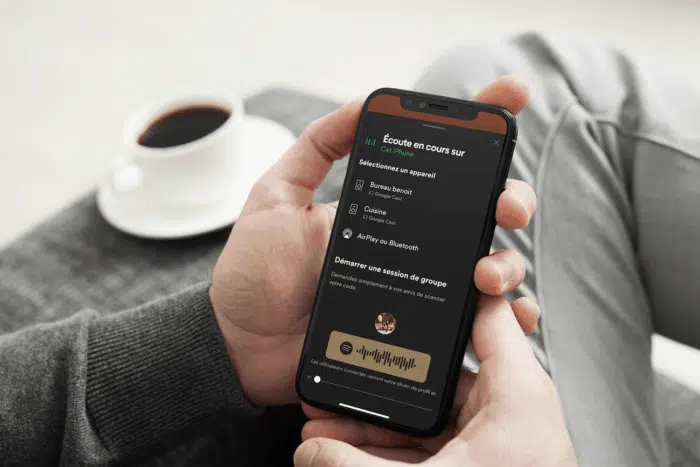 Écoute en cours sur
Cet iPhone
Sélectionnez un appareil
Bureau benoit
Google Cast
Cuisine
Google Cast
AirPlay ou Bluetooth
Démarrer une session de groupe
Demandez simplement à vos amis de scanner
votre code.
Les utilisateurs connectés verront votre photo de profil et